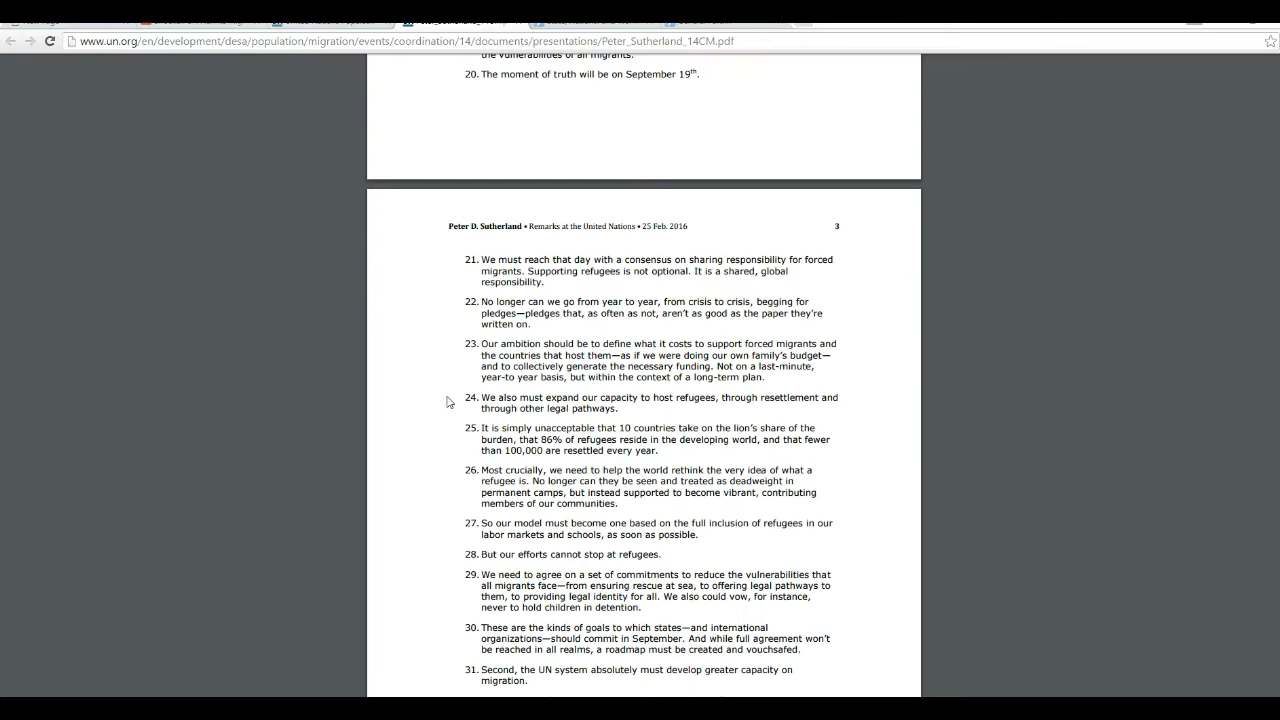 www.un.org/en/development/desa/population/migration/events/coordination/14/documents/presentations/Peter_Sutherland_14CM.pdf
the vulnerabilities of all migrants.
20. The moment of truth will be on September 19th.
Peter D. Sutherland • Remarks at the United Nations • 25 Feb. 2016 3
21. We must reach that day with a consensus on sharing responsibility for forced
migrants. Supporting refugees is not optional. It is a shared, global
responsibility.
22. No longer can we go from year to year, from crisis to crisis, begging for
pledges—pledges that, as often as not, aren't as good as the paper they're
written on.
23. Our ambition should be to define what it costs to support forced migrants and
the countries that host them—as if we were doing our own family's budget—
and to collectively generate the necessary funding. Not on a last-minute,
year-to year basis, but within the context of a long-term plan.
24. We also must expand our capacity to host refugees, through resettlement and
through other legal pathways.
25. It is simply unacceptable that 10 countries take on the lion's share of the
burden, that 86% of refugees reside in the developing world, and that fewer
than 100,000 are resettled every year.
26. Most crucially, we need to help the world rethink the very idea of what a
refugee is. No longer can they be seen and treated as deadweight in
permanent camps, but instead supported to become vibrant, contributing
members of our communities.
27. So our model must become one based on the full inclusion of refugees in our
labor markets and schools, as soon as possible.
28. But our efforts cannot stop at refugees.
29. We need to agree on a set of commitments to reduce the vulnerabilities that
all migrants face—from ensuring rescue at sea, to offering legal pathways to
them, to providing legal identity for all. We also could vow, for instance,
never to hold children in detention.
30. These are the kinds of goals to which states—and international
organizations—should commit in September. And while full agreement won't
be reached in all realms, a roadmap must be created and vouchsafed.
31. Second, the UN system absolutely must develop greater capacity on
migration.